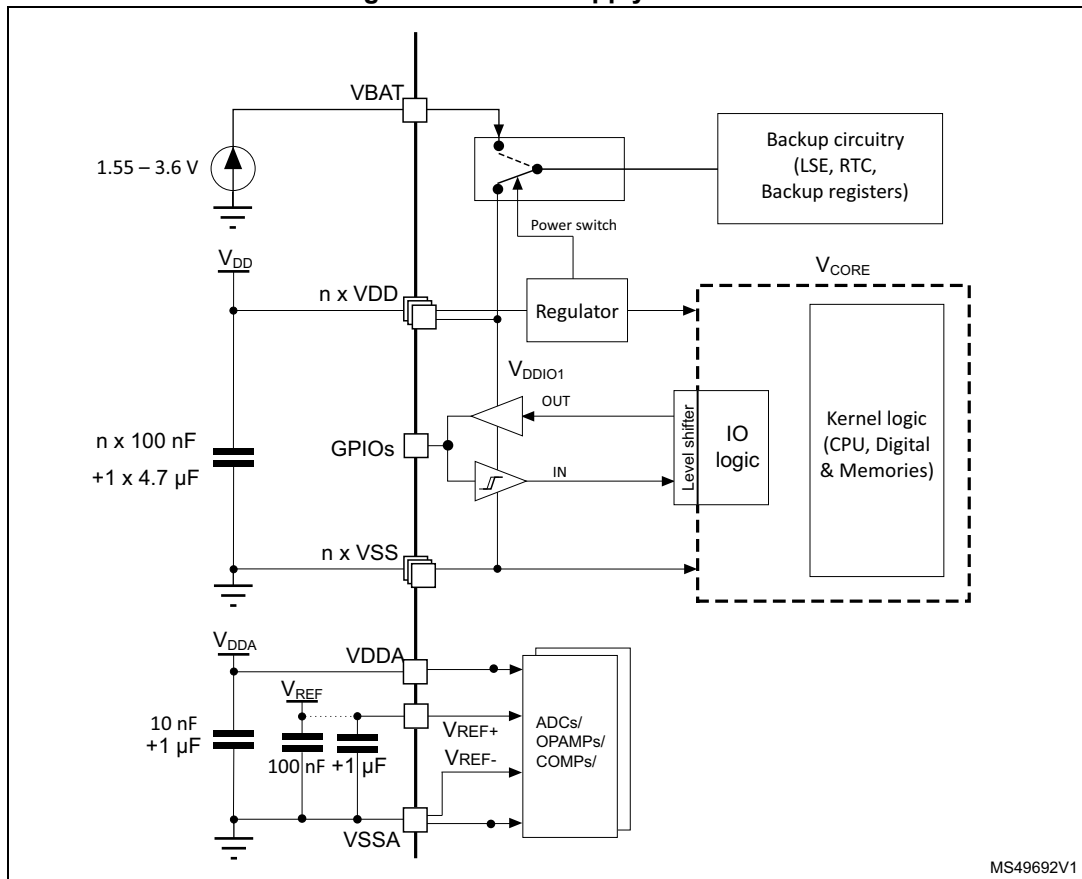 VBAT
1.55 – 3.6 V
Backup circuitry
(LSE, RTC,
Backup registers)
Power switch
VDD
n x VDD
Regulator
VCORE
VDDIO1
OUT
n x 100 nF
+1 x 4.7 µF
GPIOs
IN
Level shifter
IO
logic
Kernel logic
(CPU, Digital
& Memories)
n x VSS
VDDA
VDDA
VREF
10 nF
+1 µF
100 nF
+1 µF
VREF+
VREF-
ADCs/
OPAMPs/
COMPs/
VSSA
MS49692V1